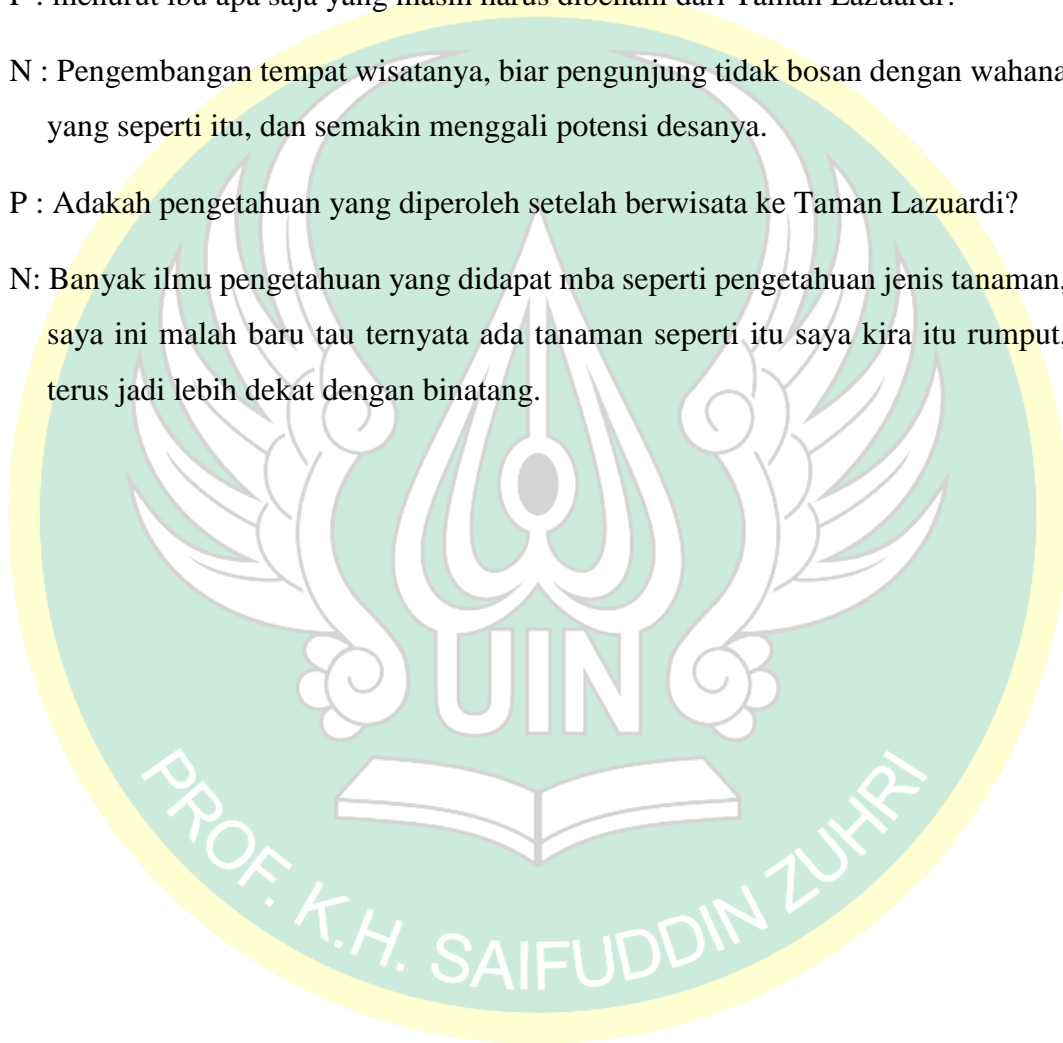 P : menurut ibu apa saja yang masih harus dibenahi dari Taman Lazuardi?
N : Pengembangan tempat wisatanya, biar pengunjung tidak bosan dengan wahana
yang seperti itu, dan semakin menggali potensi desanya.
P : Adakah pengetahuan yang diperoleh setelah berwisata ke Taman Lazuardi?
N: Banyak ilmu pengetahuan yang didapat mba seperti pengetahuan jenis tanaman,
saya ini malah baru tau ternyata ada tanaman seperti itu saya kira itu rumput,
terus jadi lebih dekat dengan binatang.
UIN
PROF. K.H. SAIFUDDIN ZUHRI